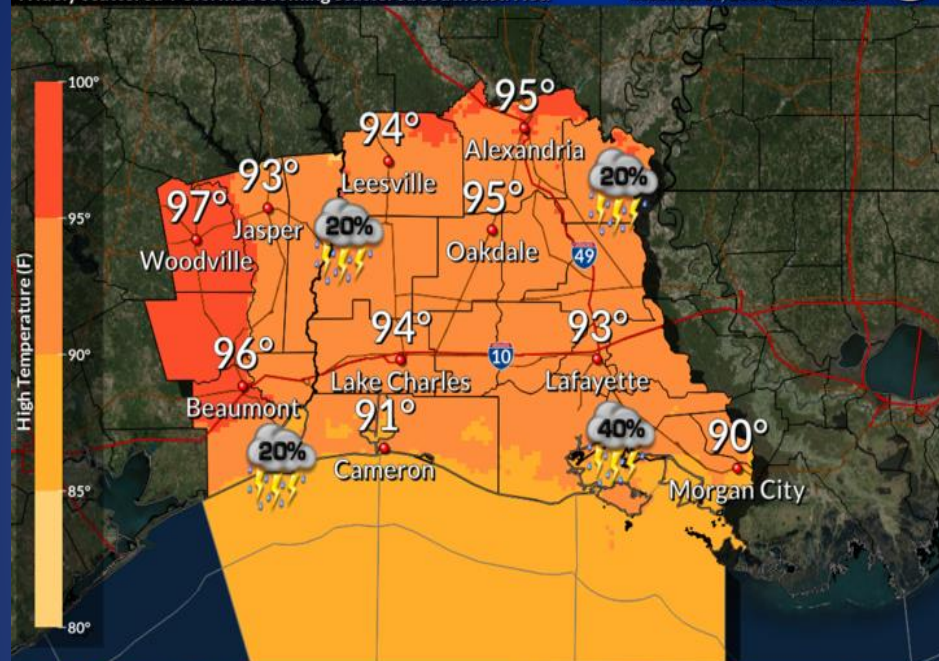 100°
95°
90°
85°
80°
High Temperature (F)
95°
Alexandria
94°
Leesville
20%
93°
Jasper
97°
Woodville
95°
Oakdale
20%
49
94°
Lake Charles
10
93°
Lafayette
96°
Beaumont
91°
Cameron
20%
40%
90°
Morgan City